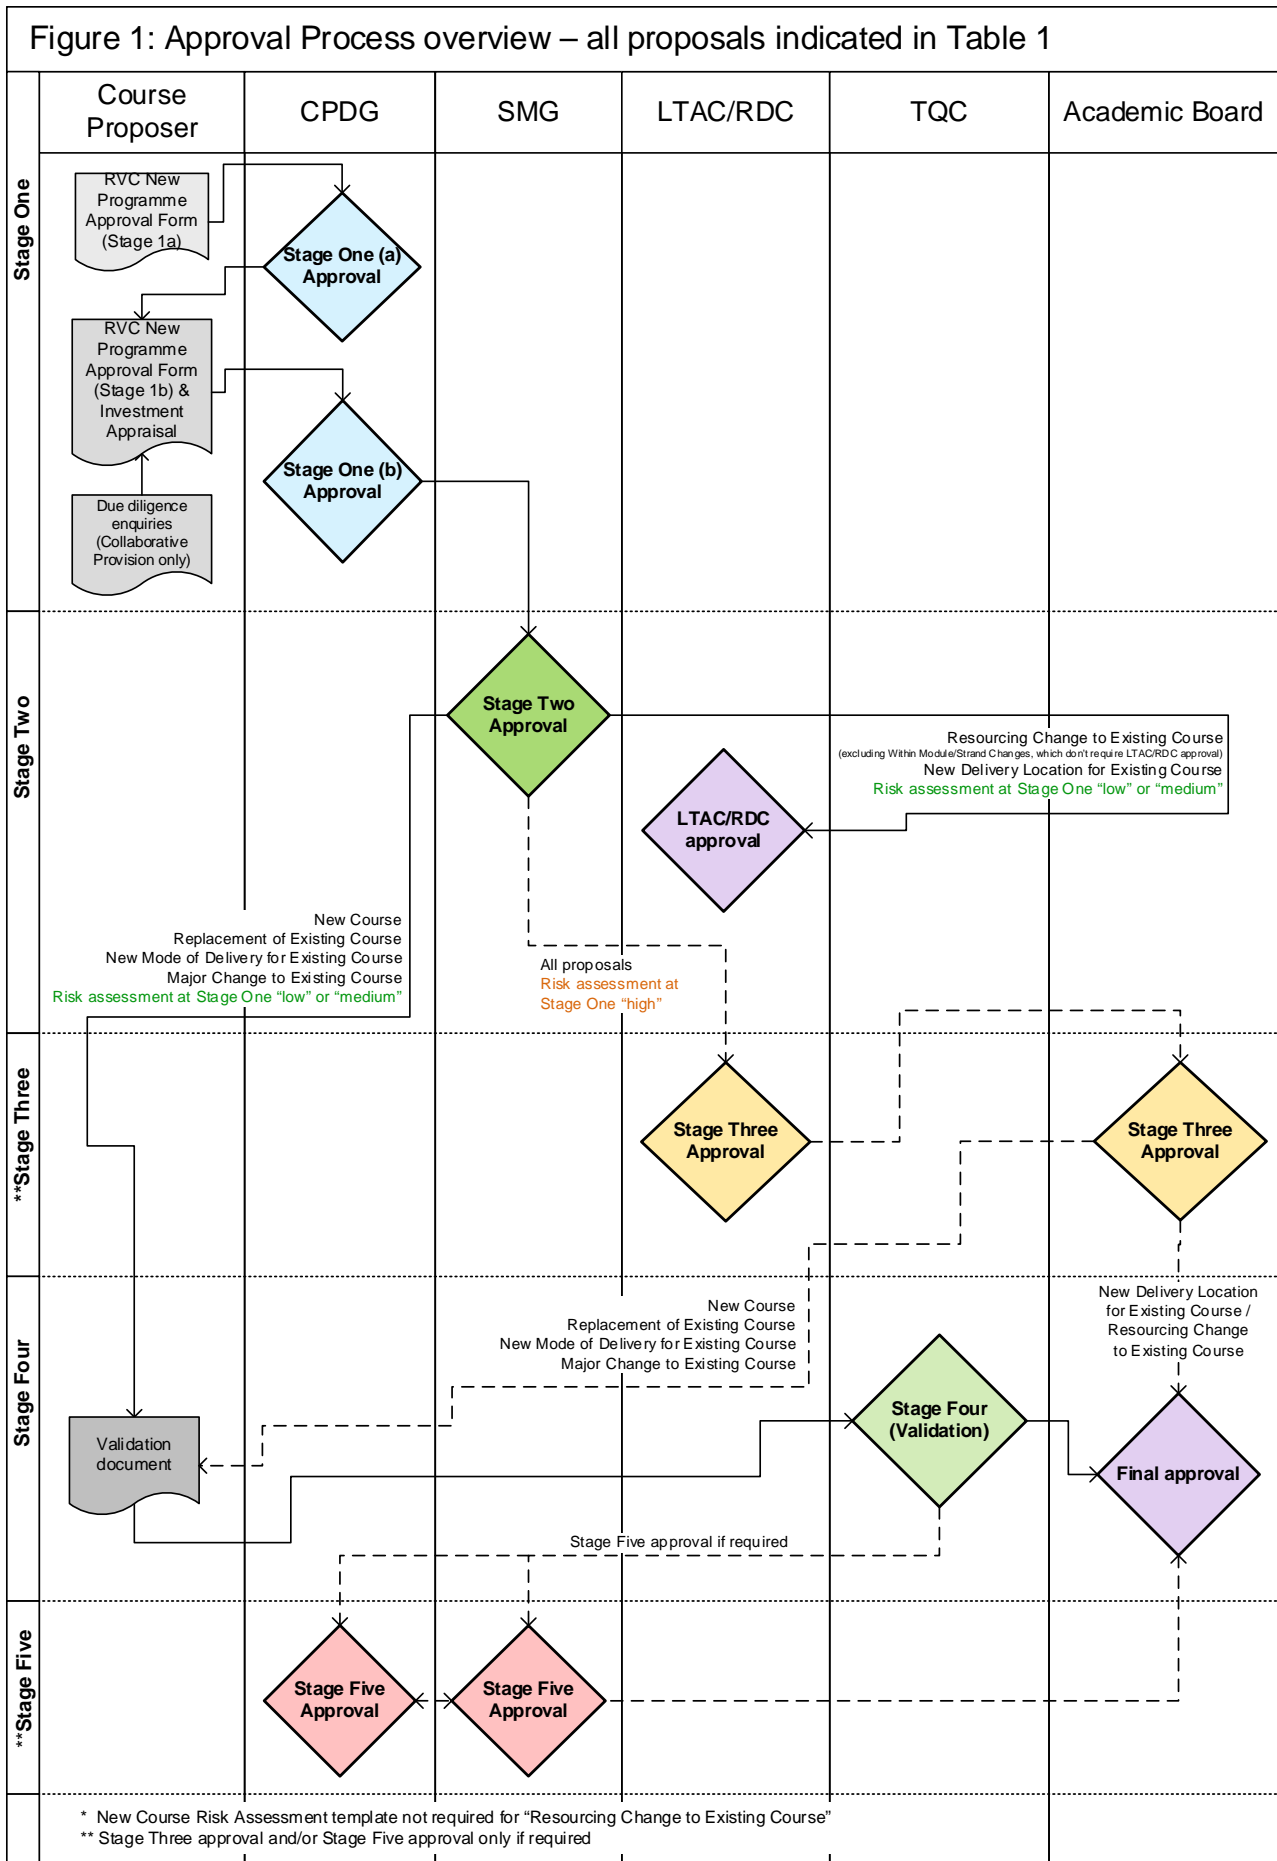 Figure 1: Approval Process overview – all proposals indicated in Table 1
Course
Proposer
CPDG
SMG
LTAC/RDC
TQC
Academic Board
Stage One
RVC New
Programme
Approval Form
(Stage 1a)
Stage One (a)
Approval
RVC New
Programme
Approval Form
(Stage 1b) &
Investment
Appraisal
Stage One (b)
Approval
Due diligence
enquiries
(Collaborative
Provision only)
Stage Two
Stage Two
Approval
Resourcing Change to Existing Course
(excluding Within Module/Strand Changes, which don't require LTAC/RDC approval)
New Delivery Location for Existing Course
Risk assessment at Stage One “low” or “medium”
LTAC/RDC
approval
New Course
Replacement of Existing Course
New Mode of Delivery for Existing Course
Major Change to Existing Course
Risk assessment at Stage One “low” or “medium”
All proposals
Risk assessment at
Stage One “high”
**Stage Three
Stage Three
Approval
Stage Three
Approval
Stage Four
New Course
Replacement of Existing Course
New Mode of Delivery for Existing Course
Major Change to Existing Course
New Delivery Location
for Existing Course /
Resourcing Change
to Existing Course
Validation
document
Stage Four
(Validation)
Final approval
Stage Five approval if required
**Stage Five
Stage Five
Approval
Stage Five
Approval
* New Course Risk Assessment template not required for “Resourcing Change to Existing Course”
** Stage Three approval and/or Stage Five approval only if required